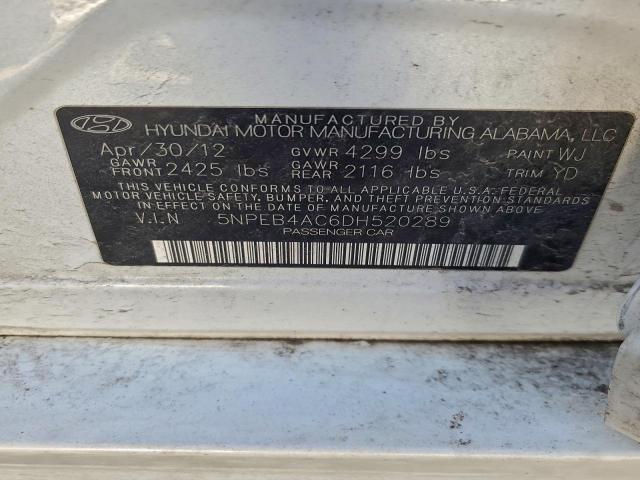 MANUFACTURED BY
HYUNDAI MOTOR MANUFACTURING ALABAMA, LLC
Apr/30/12 GVWR 4299 lbs PAINT WJ
GAWR FRONT 2425 lbs GAWR REAR 2116 lbs TRIM YD
THIS VEHICLE CONFORMS TO ALL APPLICABLE U.S.A. FEDERAL
MOTOR VEHICLE SAFETY, BUMPER, AND THEFT PREVENTION STANDARDS
IN EFFECT ON THE DATE OF MANUFACTURE SHOWN ABOVE.
V.I.N 5NPEB4AC6DH520289
PASSENGER CAR